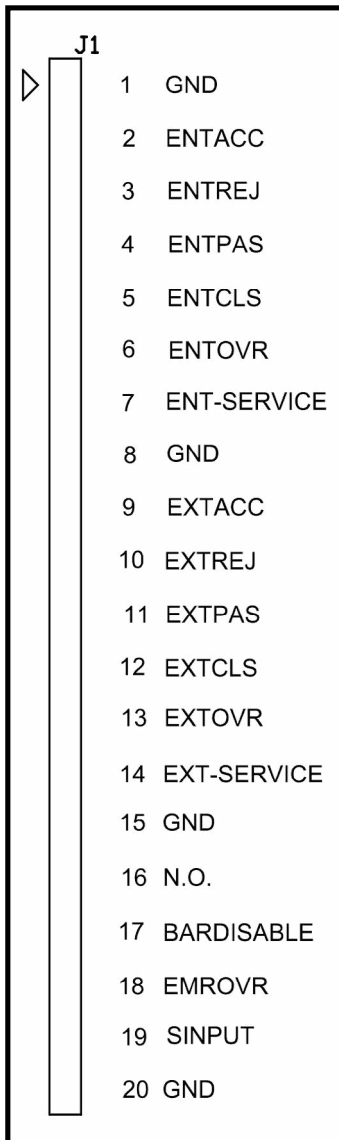 J1
1 GND
2 ENTACC
3 ENTREJ
4 ENTPAS
5 ENTCLS
6 ENTOVR
7 ENT-SERVICE
8 GND
9 EXTACC
10 EXTREJ
11 EXTPAS
12 EXTCLS
13 EXTOVR
14 EXT-SERVICE
15 GND
16 N.O.
17 BARDISABLE
18 EMROVR
19 SINPUT
20 GND